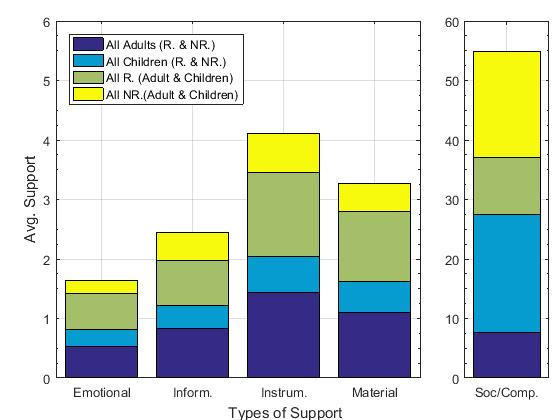 6
5
4
3
2
1
0
Avg. Support
All Adults (R. & NR.)
All Children (R. & NR.)
All R. (Adult & Children)
All NR.(Adult & Children)
Emotional
Inform.
Instrum.
Material
Types of Support
60
50
40
30
20
10
0
Soc/Comp.